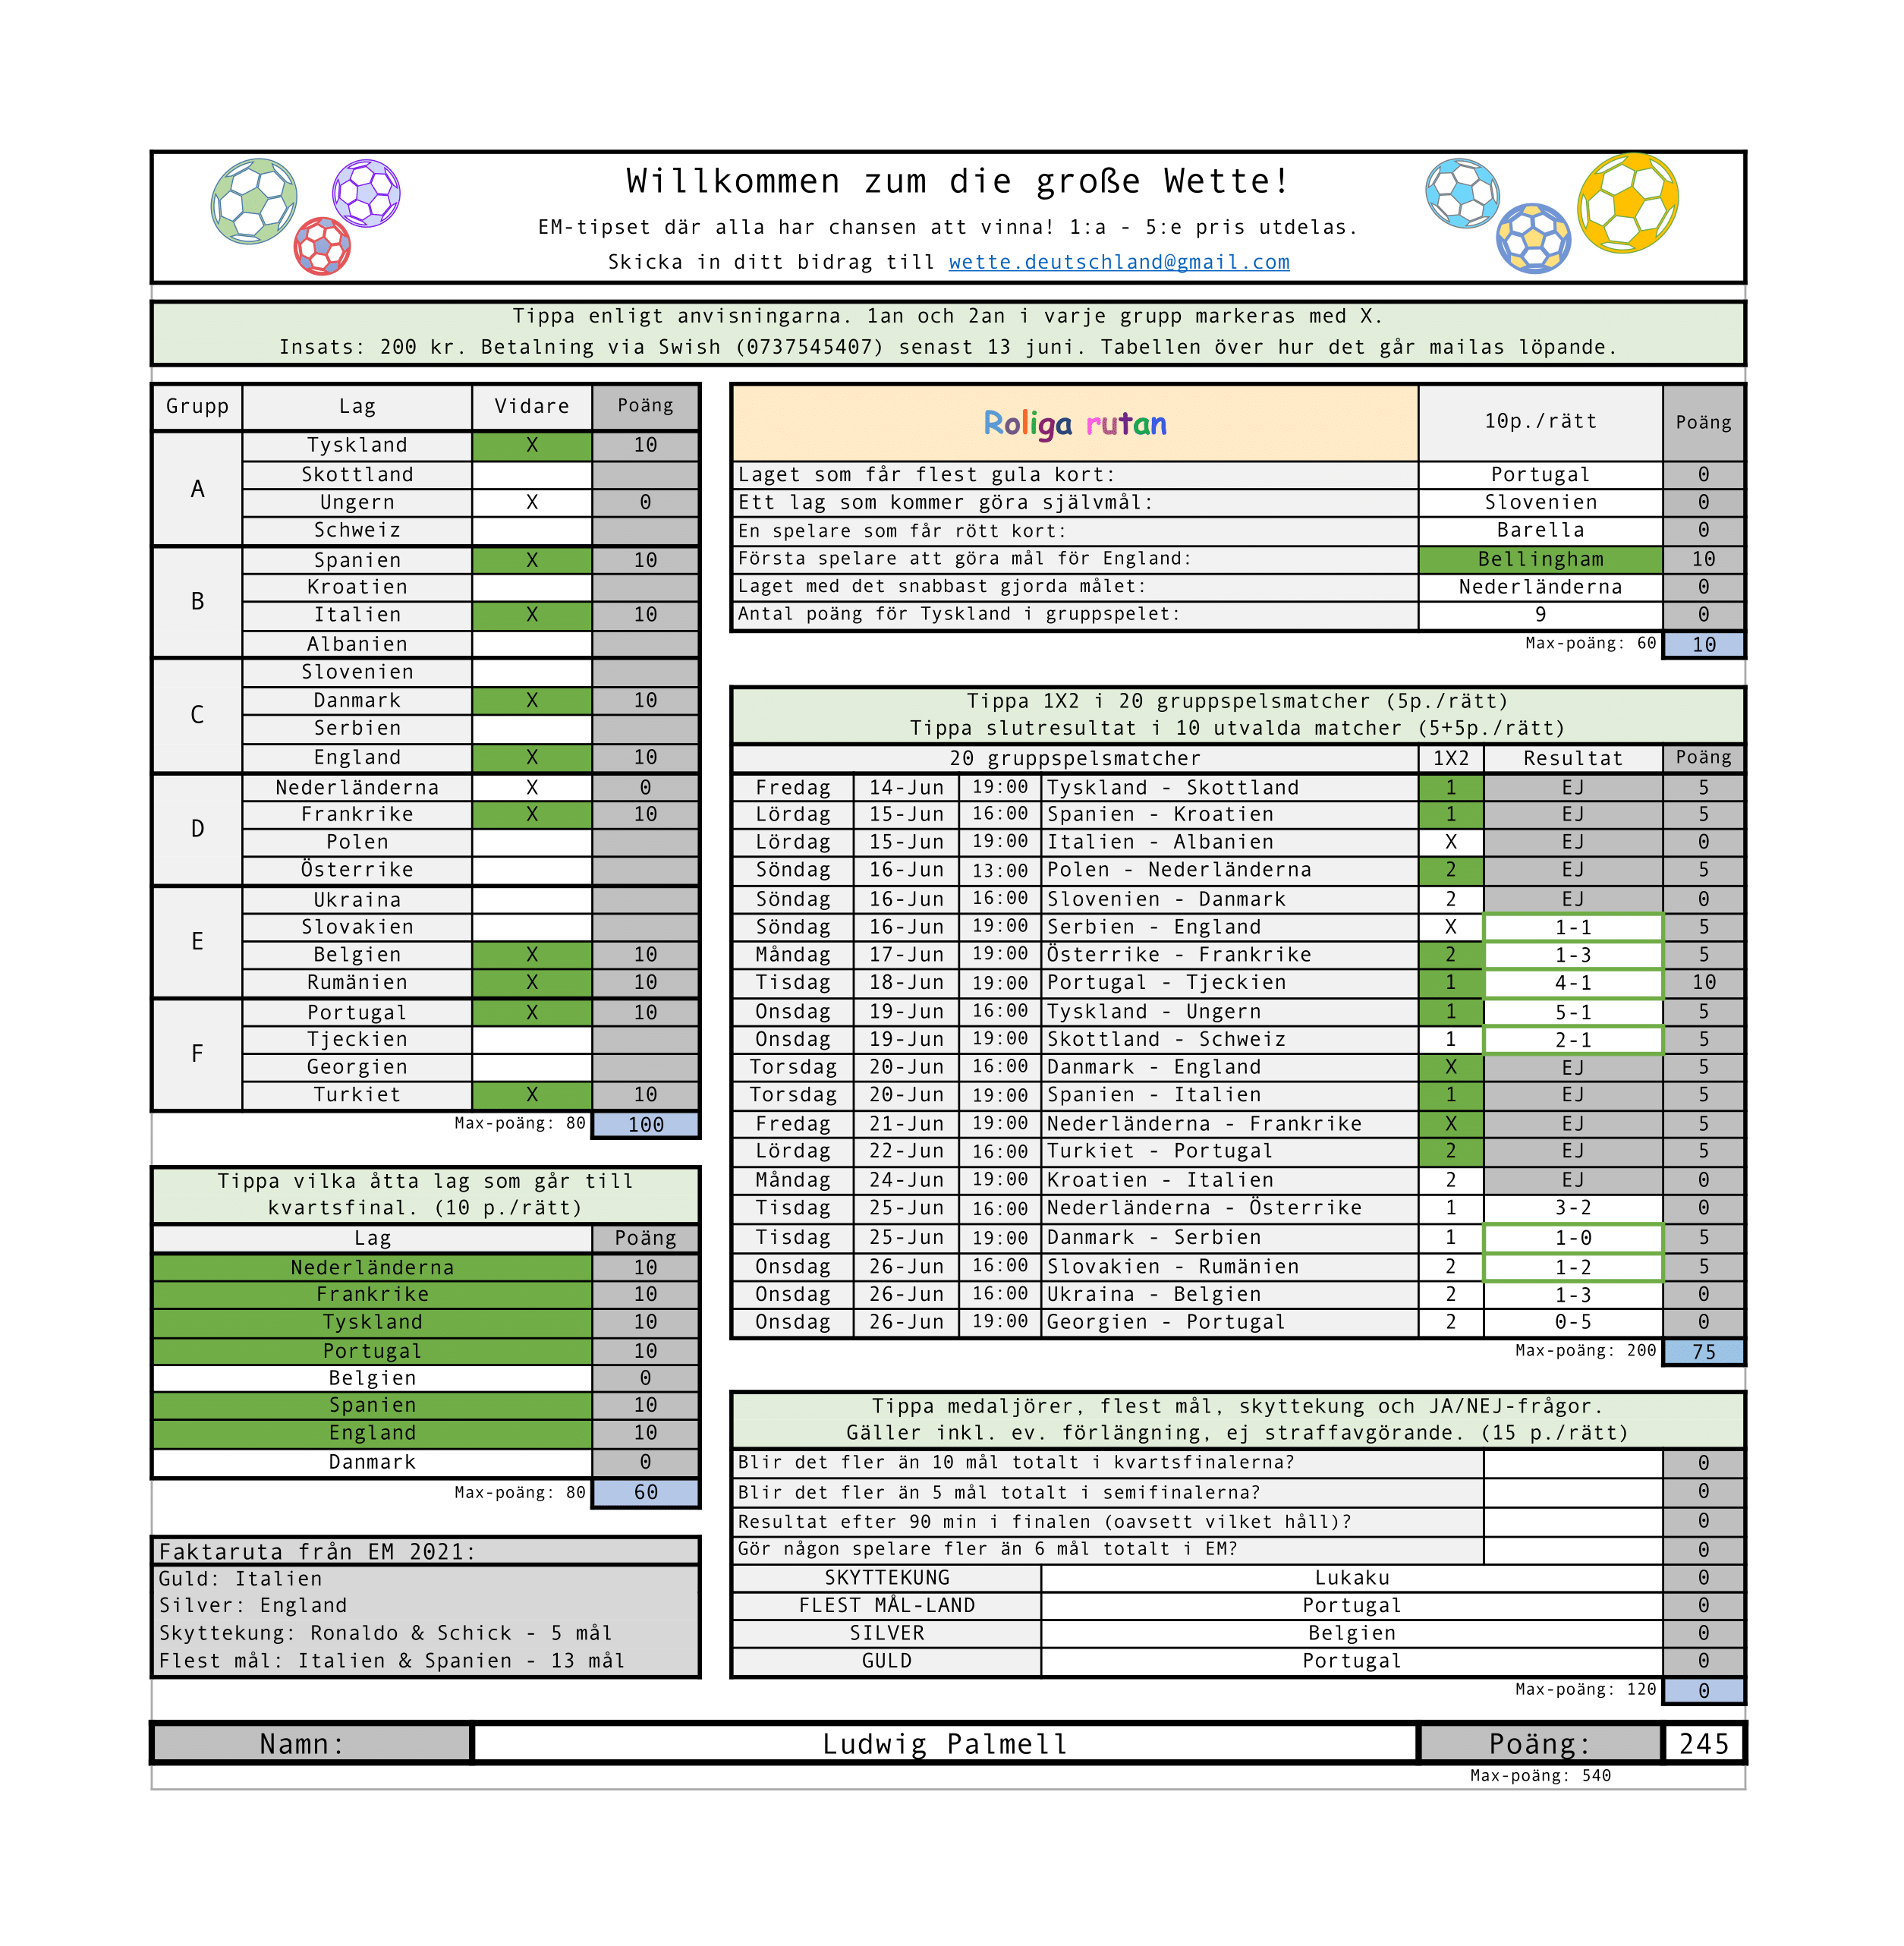 Willkommen zum die große Wette!
EM-tipset där alla har chansen att vinna! 1:a - 5:e pris utdelas.
Skicka in ditt bidrag till wette.deutschland@gmail.com
Tippa enligt anvisningarna. 1an och 2an i varje grupp markeras med X.
Insats: 200 kr. Betalning via Swish (0737545407) senast 13 juni. Tabellen över hur det går mailas löpande.
Grupp Lag Vidare Poäng
A
Tyskland X 10
Skottland
Ungern X 0
Schweiz
B
Spanien X 10
Kroatien
Italien X 10
Albanien
C
Slovenien
Danmark X 10
Serbien
England X 10
D
Nederländerna X 0
Frankrike X 10
Polen
Österrike
E
Ukraina
Slovakien
Belgien X 10
Rumänien X 10
F
Portugal X 10
Tjeckien
Georgien
Turkiet X 10
Max-poäng: 80 100
Tippa vilka åtta lag som går till
kvartsfinal. (10 p./rätt)
Lag Poäng
Nederländerna 10
Frankrike 10
Tyskland 10
Portugal 10
Belgien 0
Spanien 10
England 10
Danmark 0
Max-poäng: 80 60
Faktaruta från EM 2021:
Guld: Italien
Silver: England
Skyttekung: Ronaldo & Schick - 5 mål
Flest mål: Italien & Spanien - 13 mål
Roliga rutan 10p./rätt Poäng
Laget som får flest gula kort: Portugal 0
Ett lag som kommer göra självmål: Slovenien 0
En spelare som får rött kort: Barella 0
Första spelare att göra mål för England: Bellingham 10
Laget med det snabbast gjorda målet: Nederländerna 0
Antal poäng för Tyskland i gruppspelet: 9 0
Max-poäng: 60 10
Tippa 1X2 i 20 gruppspelsmatcher (5p./rätt)
Tippa slutresultat i 10 utvalda matcher (5+5p./rätt)
20 gruppspelsmatcher 1X2 Resultat Poäng
Fredag 14-Jun 19:00 Tyskland - Skottland 1 EJ 5
Lördag 15-Jun 16:00 Spanien - Kroatien 1 EJ 5
Lördag 15-Jun 19:00 Italien - Albanien X EJ 0
Söndag 16-Jun 13:00 Polen - Nederländerna 2 EJ 5
Söndag 16-Jun 16:00 Slovenien - Danmark 2 EJ 0
Söndag 16-Jun 19:00 Serbien - England X 1-1 5
Måndag 17-Jun 19:00 Österrike - Frankrike 2 1-3 5
Tisdag 18-Jun 19:00 Portugal - Tjeckien 1 4-1 10
Onsdag 19-Jun 16:00 Tyskland - Ungern 1 5-1 5
Onsdag 19-Jun 19:00 Skottland - Schweiz 1 2-1 5
Torsdag 20-Jun 16:00 Danmark - England X EJ 5
Torsdag 20-Jun 19:00 Spanien - Italien 1 EJ 5
Fredag 21-Jun 19:00 Nederländerna - Frankrike X EJ 5
Lördag 22-Jun 16:00 Turkiet - Portugal 2 EJ 5
Måndag 24-Jun 19:00 Kroatien - Italien 2 EJ 0
Tisdag 25-Jun 16:00 Nederländerna - Österrike 1 3-2 0
Tisdag 25-Jun 19:00 Danmark - Serbien 1 1-0 5
Onsdag 26-Jun 16:00 Slovakien - Rumänien 2 1-2 5
Onsdag 26-Jun 16:00 Ukraina - Belgien 2 1-3 0
Onsdag 26-Jun 19:00 Georgien - Portugal 2 0-5 0
Max-poäng: 200 75
Tippa medaljörer, flest mål, skyttekung och JA/NEJ-frågor.
Gäller inkl. ev. förlängning, ej straffavgörande. (15 p./rätt)
Blir det fler än 10 mål totalt i kvartsfinalerna? 0
Blir det fler än 5 mål totalt i semifinalerna? 0
Resultat efter 90 min i finalen (oavsett vilket håll)? 0
Gör någon spelare fler än 6 mål totalt i EM? 0
SKYTTEKUNG Lukaku 0
FLEST MÅL-LAND Portugal 0
SILVER Belgien 0
GULD Portugal 0
Max-poäng: 120 0
Namn: Ludwig Palmell Poäng: 245
Max-poäng: 540